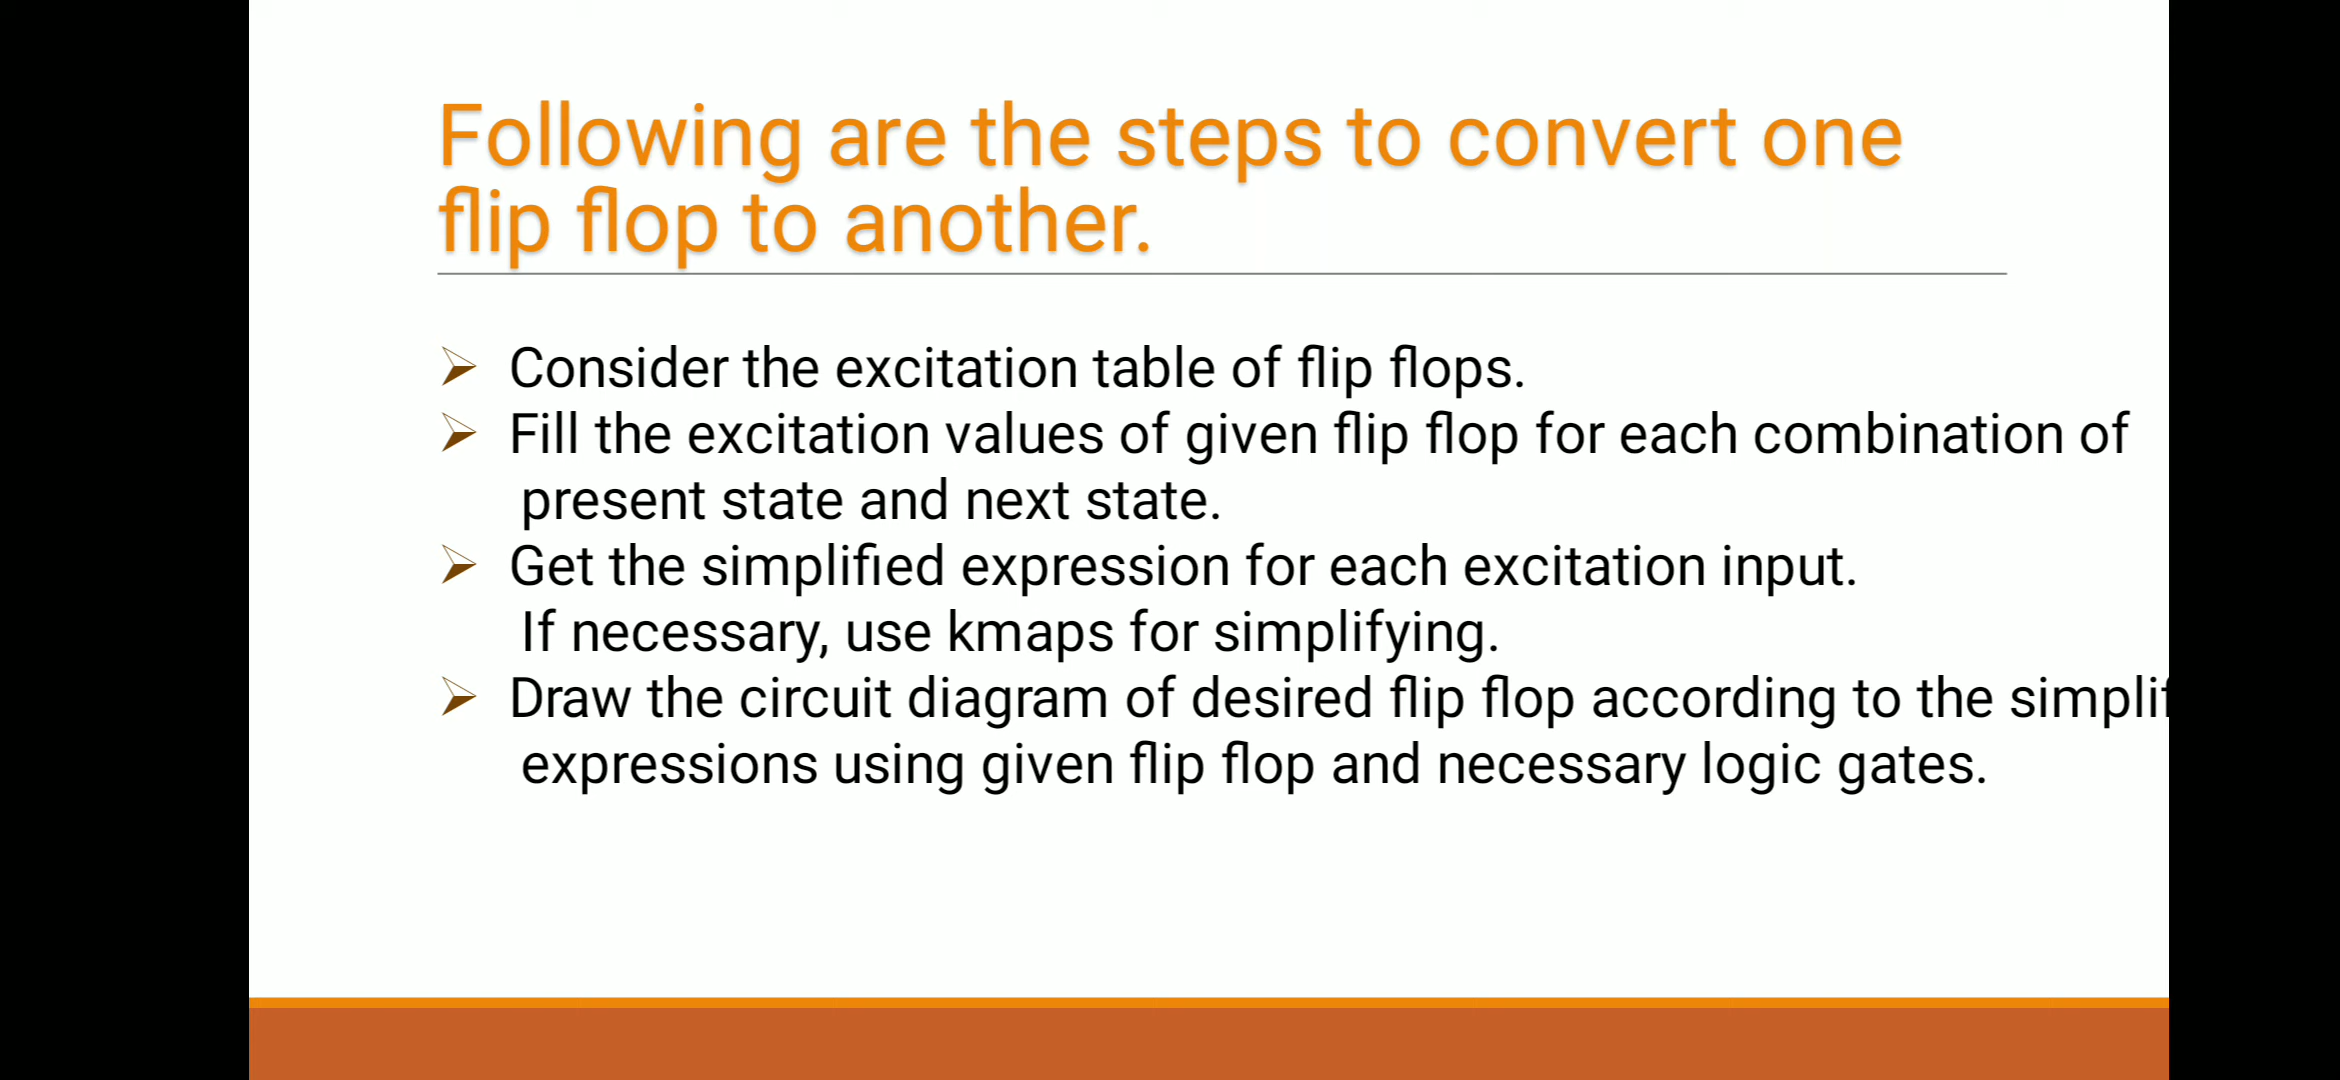 Following are the steps to convert one
flip flop to another.
Consider the excitation table of flip flops.
Fill the excitation values of given flip flop for each combination of
present state and next state.
Get the simplified expression for each excitation input.
If necessary, use kmaps for simplifying.
Draw the circuit diagram of desired flip flop according to the
expressions using given flip flop and necessary logic gates.